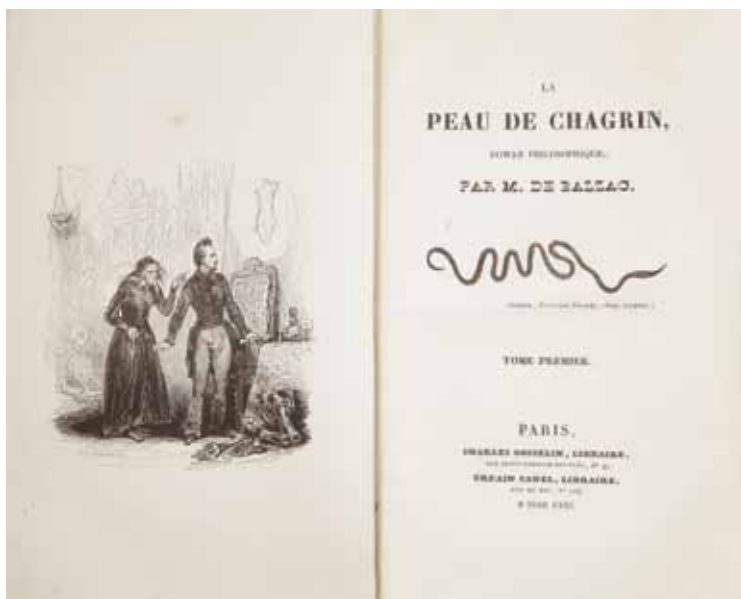 LA
PEAU DE CHAGRIN,
ROMAN PHILOSOPHIQUE,
PAR M. DE BALZAC.
TOME PREMIER.
PARIS,
CHARLES GOSSELIN, LIBRAIRE,
URBAIN CANEL, LIBRAIRE,